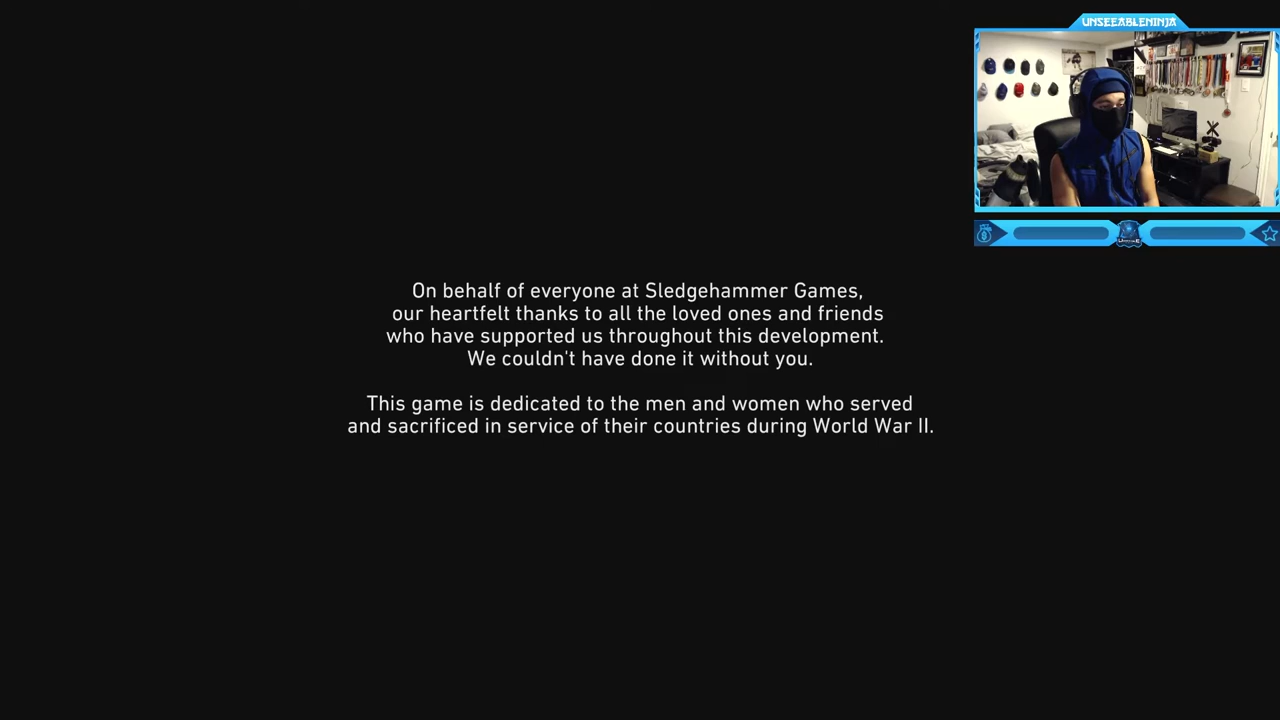 UNSEEABLENINJA
On behalf of everyone at Sledgehammer Games,
our heartfelt thanks to all the loved ones and friends
who have supported us throughout this development.
We couldn't have done it without you.
This game is dedicated to the men and women who served
and sacrificed in service of their countries during World War II.